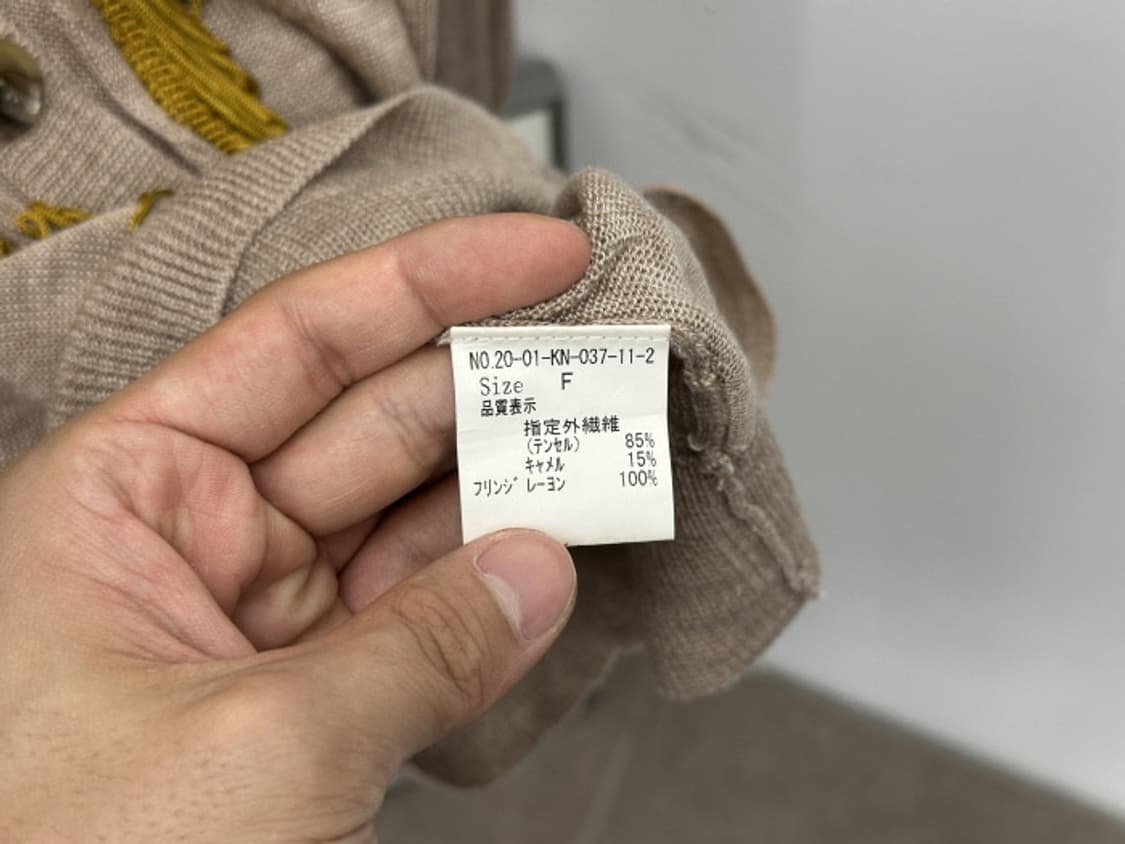 NO.20-01-KN-037-11-2
Size F
品質表示
指定外繊維
(テンセル) 85%
キャメル 15%
フリンジ レーヨン 100%